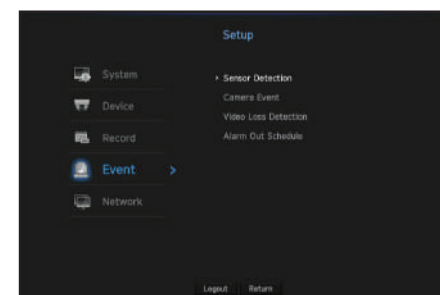 Setup
System
Device
Record
Event >
Network
Sensor Detection
Camera Event
Video Loss Detection
Alarm Out Schedule
Logout Return